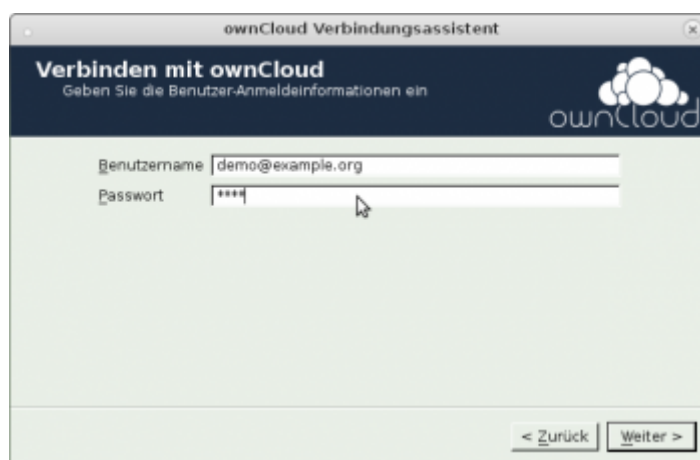 ownCloud Verbindungsassistent
Verbinden mit ownCloud
Geben Sie die Benutzer-Anmeldeinformationen ein
ownCloud
Benutzername demo@example.org
Passwort ****
< Zurück Weiter >